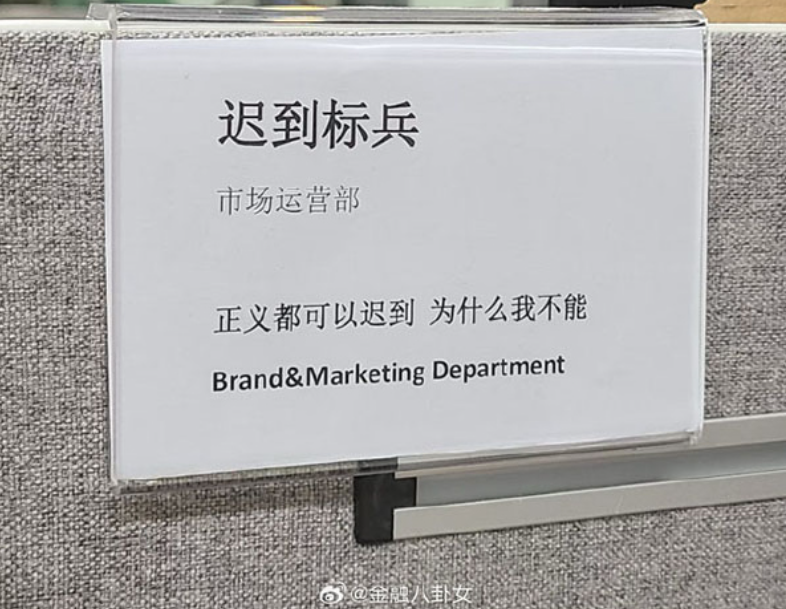 迟到标兵
市场运营部
正义都可以迟到 为什么我不能
Brand&Marketing Department
@金融八卦女